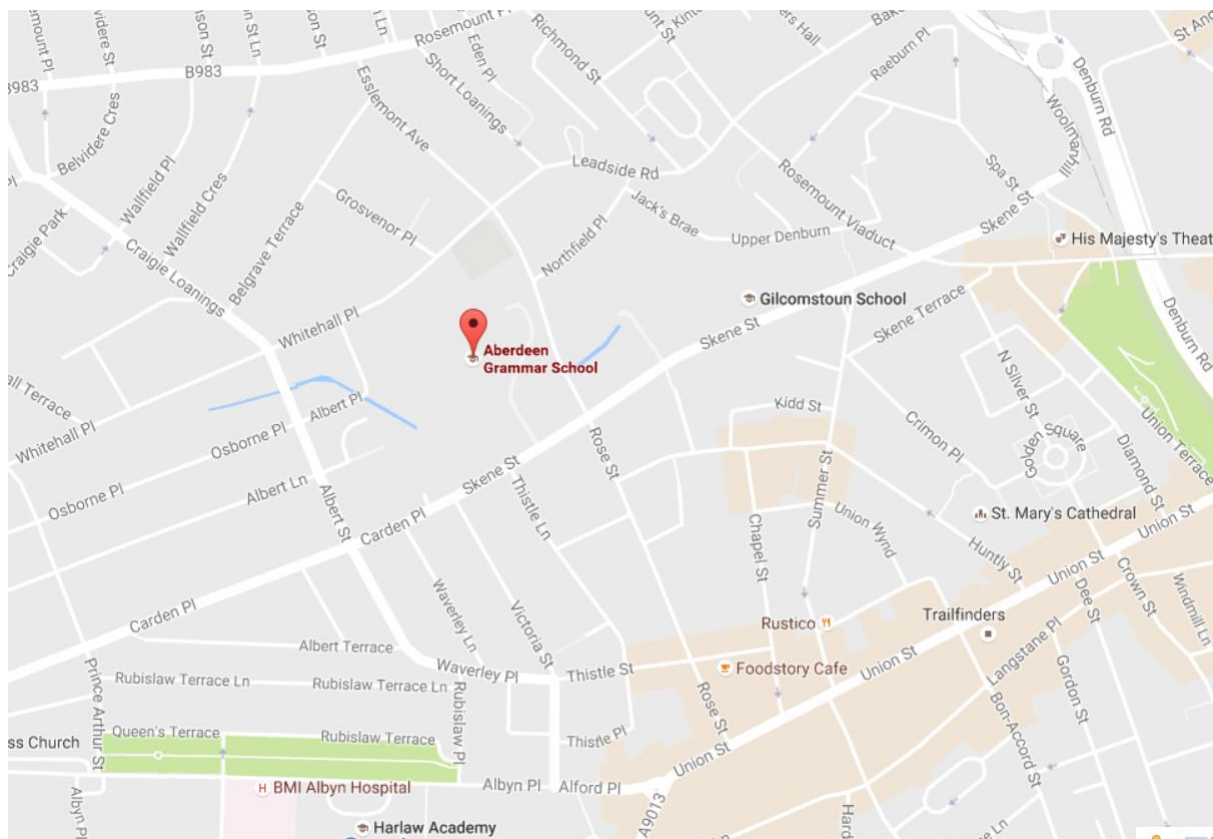 Rosemount Pl
B983
B983
Belvidere Cres
Wallfield Pl
Wallfield Cres
Craigie Park
Craigie Loanings
Belgrave Terrace
Esslemont Ave
Short Loanings
Eden Pl
Richmond St
Raeburn Pl
Leadside Rd
Jack's Brae
Upper Denburn
Rosemount Viaduct
Spa St
Skene St
Woolmanhill
Denburn Rd
Grosvenor Pl
Northfield Pl
His Majesty's Theat
Whitehall Pl
Aberdeen
Grammar School
Gilcomstoun School
Skene St
Skene Terrace
Denburn Rd
Whitehall Pl
Osborne Pl
Albert Pl
Osborne Pl
Albert Ln
Albert St
Skene St
Carden Pl
Rose St
Kidd St
Crimon Pl
N Silver St
Golden Square
Diamond St
Union Terrace
Thistle Ln
Summer St
Union Wynd
Chapel St
St. Mary's Cathedral
Union St
Huntly St
Union St
Crown St
Dee St
Windmill Ln
Carden Pl
Waverley Ln
Victoria St
Albert Terrace
Waverley Pl
Thistle St
Rustico
Trailfinders
Foodstory Cafe
Union St
Langstane Pl
Gordon St
Bon-Accord St
Prince Arthur St
Rubislaw Terrace Ln
Rubislaw Terrace Ln
Rubislaw Pl
Queen's Terrace
Rubislaw Terrace
Thistle Pl
Rose St
Union St
ss Church
H BMI Albyn Hospital
Albyn Pl
Alford Pl
A9013
Albyn Pl
Harlaw Academy